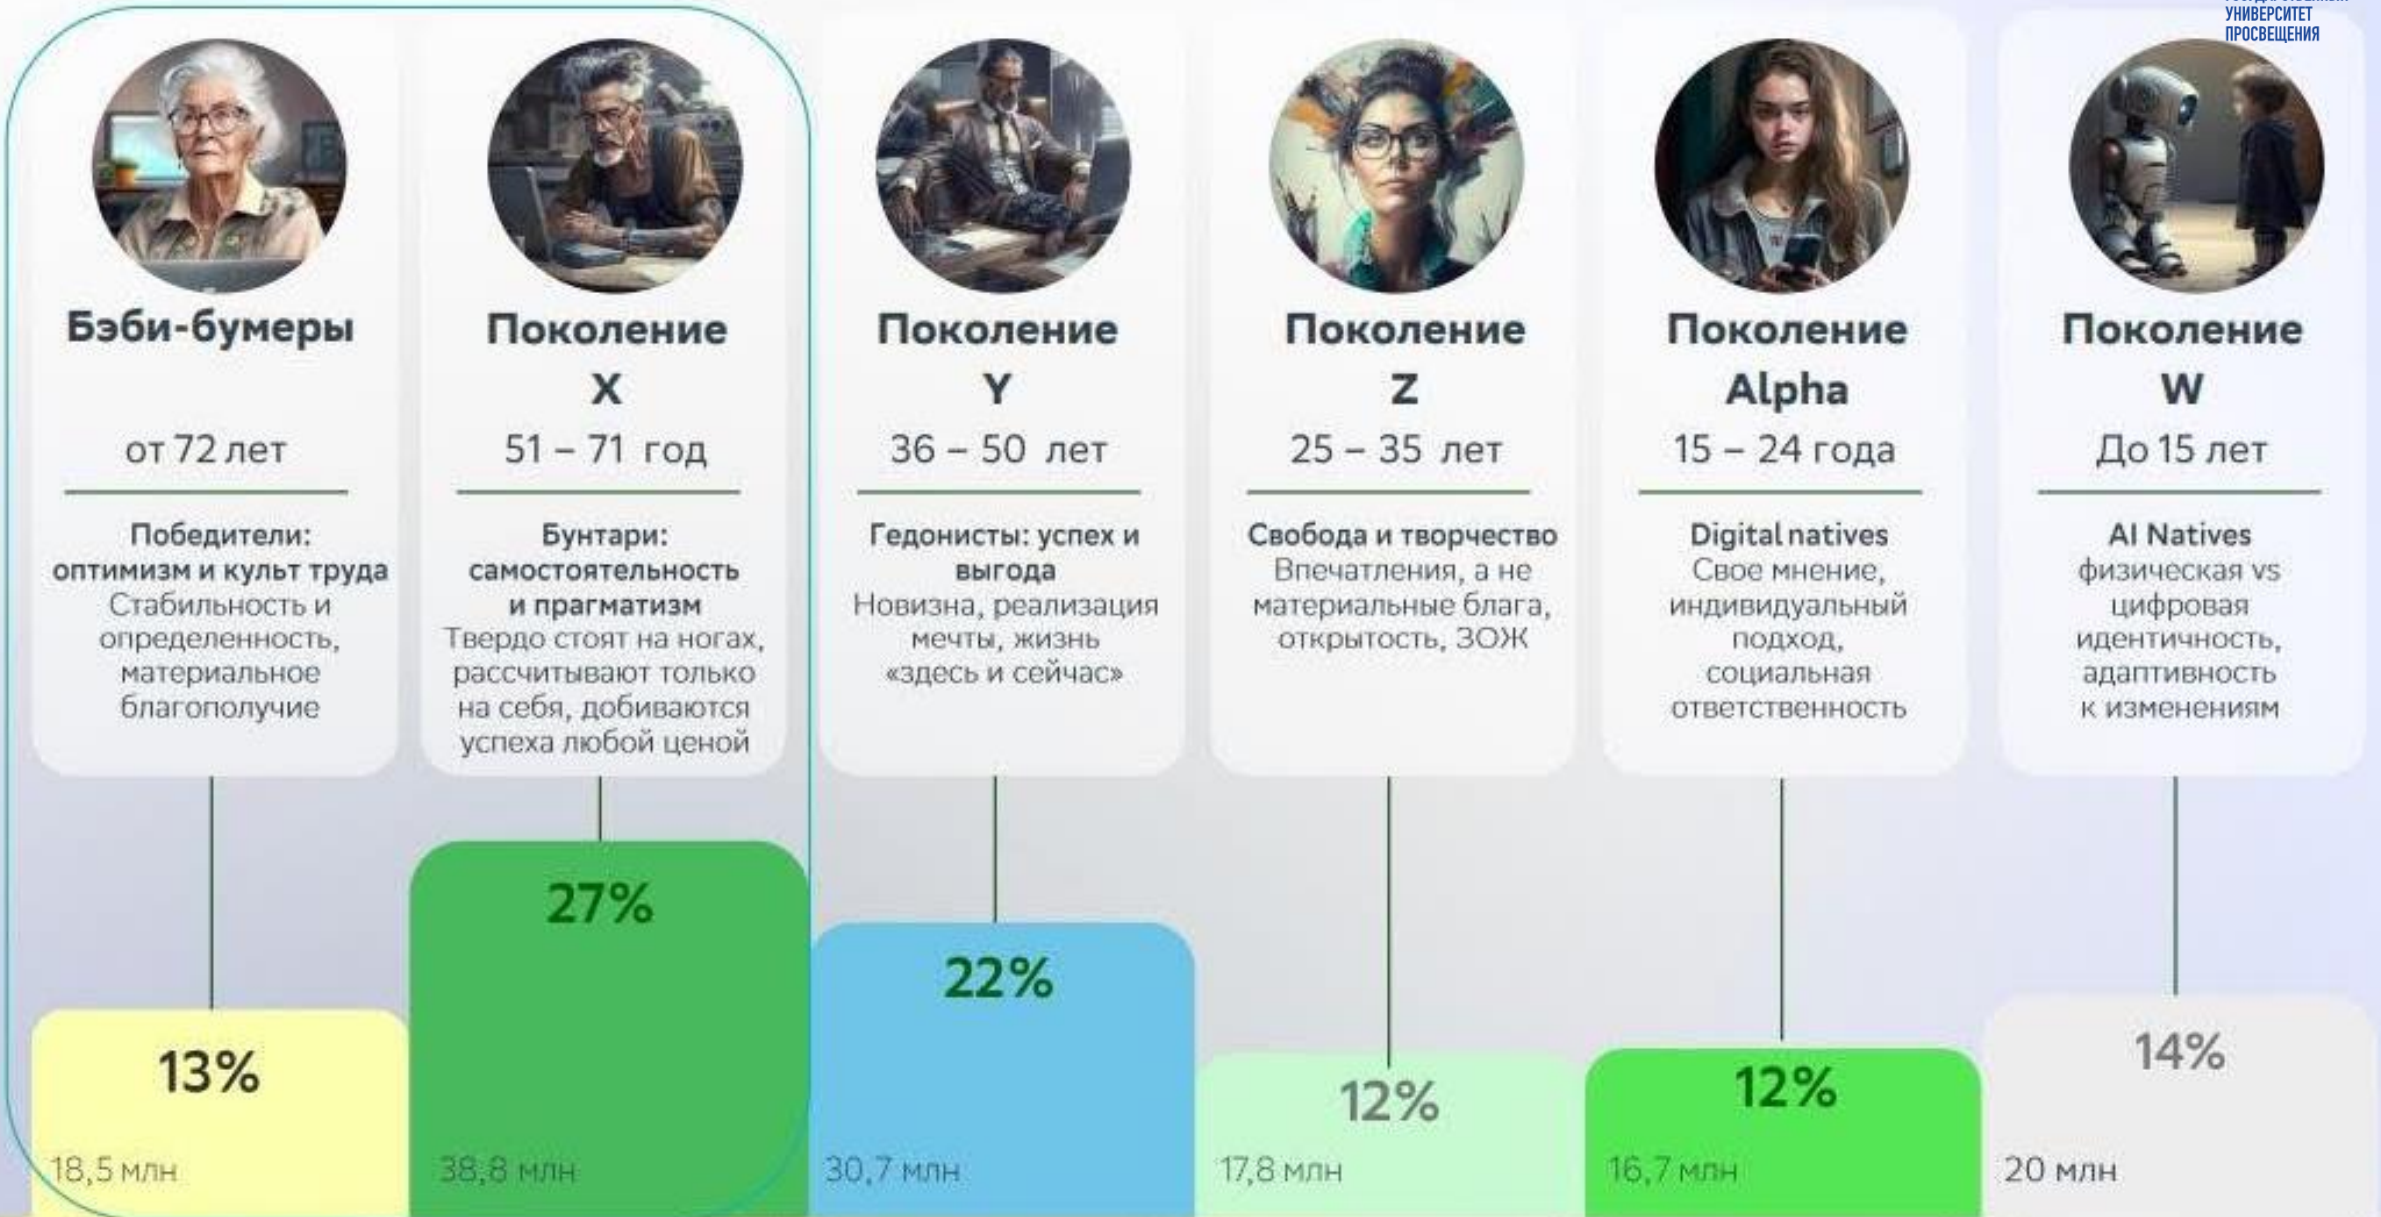 УНИВЕРСИТЕТ
ПРОСВЕЩЕНИЯ
Бэби-бумеры
от 72 лет
Победители:
оптимизм и культ труда
Стабильность и
определенность,
материальное
благополучие
13%
18,5 млн
Поколение
X
51 – 71 год
Бунтари:
самостоятельность
и прагматизм
Твердо стоят на ногах,
рассчитывают только
на себя, добиваются
успеха любой ценой
27%
38,8 млн
Поколение
Y
36 – 50 лет
Гедонисты: успех и
выгода
Новизна, реализация
мечты, жизнь
«здесь и сейчас»
22%
30,7 млн
Поколение
Z
25 – 35 лет
Свобода и творчество
Впечатления, а не
материальные блага,
открытость, ЗОЖ
12%
17,8 млн
Поколение
Alpha
15 – 24 года
Digital natives
Свое мнение,
индивидуальный
подход,
социальная
ответственность
12%
16,7 млн
Поколение
W
До 15 лет
AI Natives
физическая vs
цифровая
идентичность,
адаптивность
к изменениям
14%
20 млн